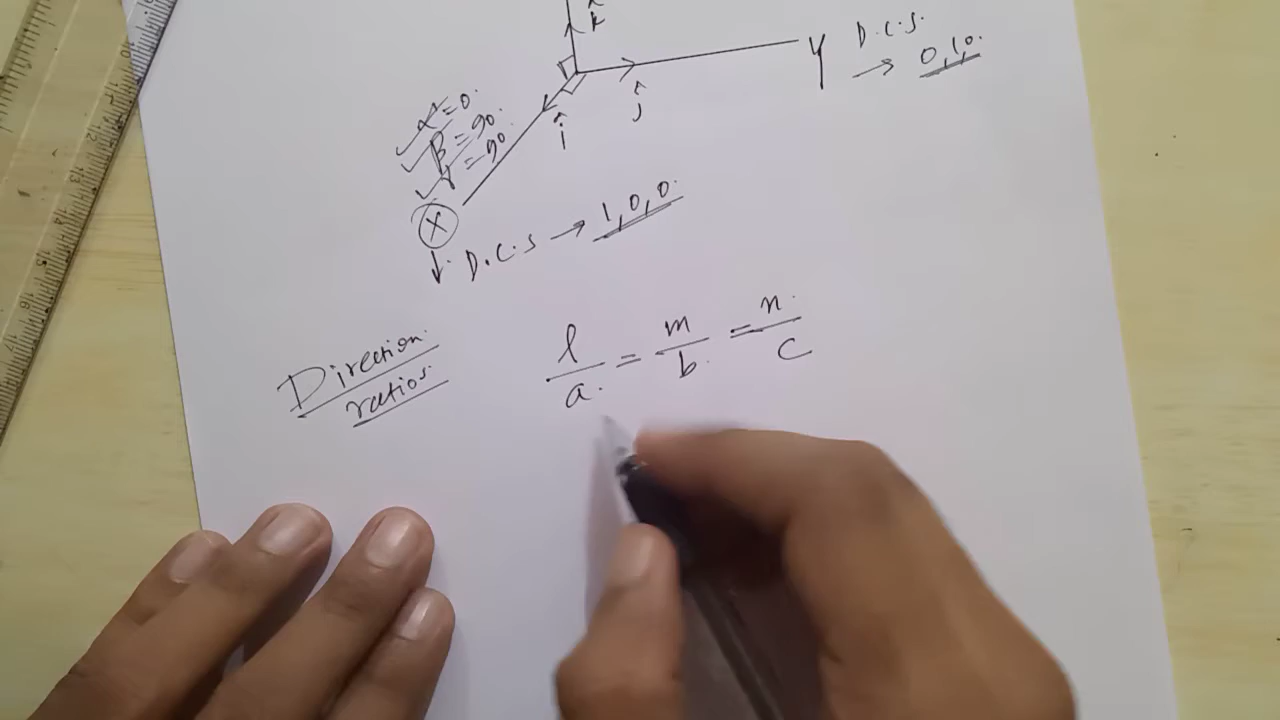 k̂
Y D.C.S.
→ 0,1,0.
ĵ
î
α=0.
β=90.
γ=90
X
↓ D.C.S → 1,0,0.
Direction ratios
l/a = m/b = n/c